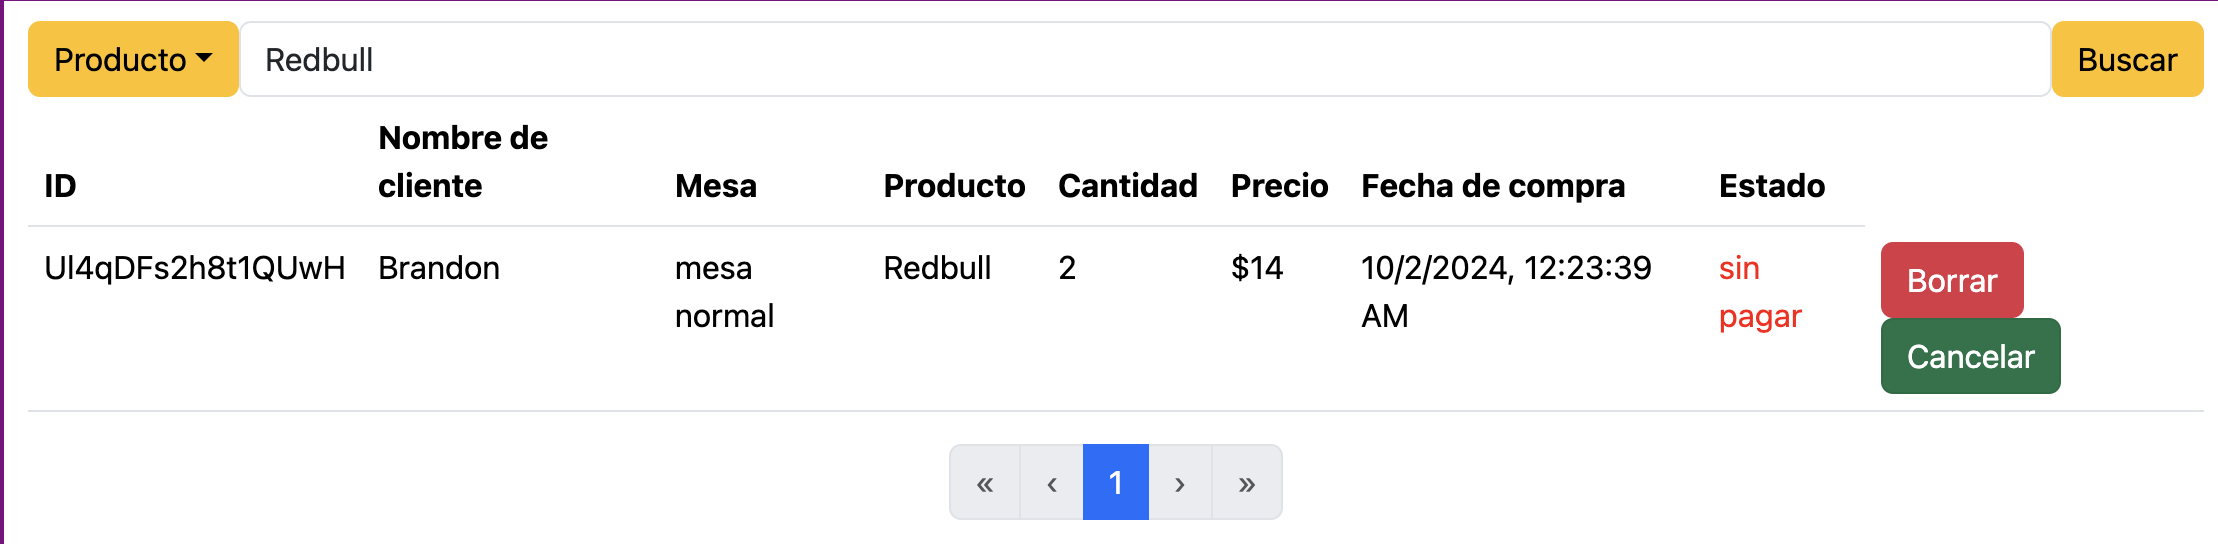 Producto
Redbull
Buscar
ID
Nombre de
cliente
Mesa
Producto
Cantidad
Precio
Fecha de compra
Estado
Ul4qDFs2h8t1QUwH
Brandon
mesa
normal
Redbull
2
$14
10/2/2024, 12:23:39
AM
sin
pagar
Borrar
Cancelar
«
‹
1
›
»